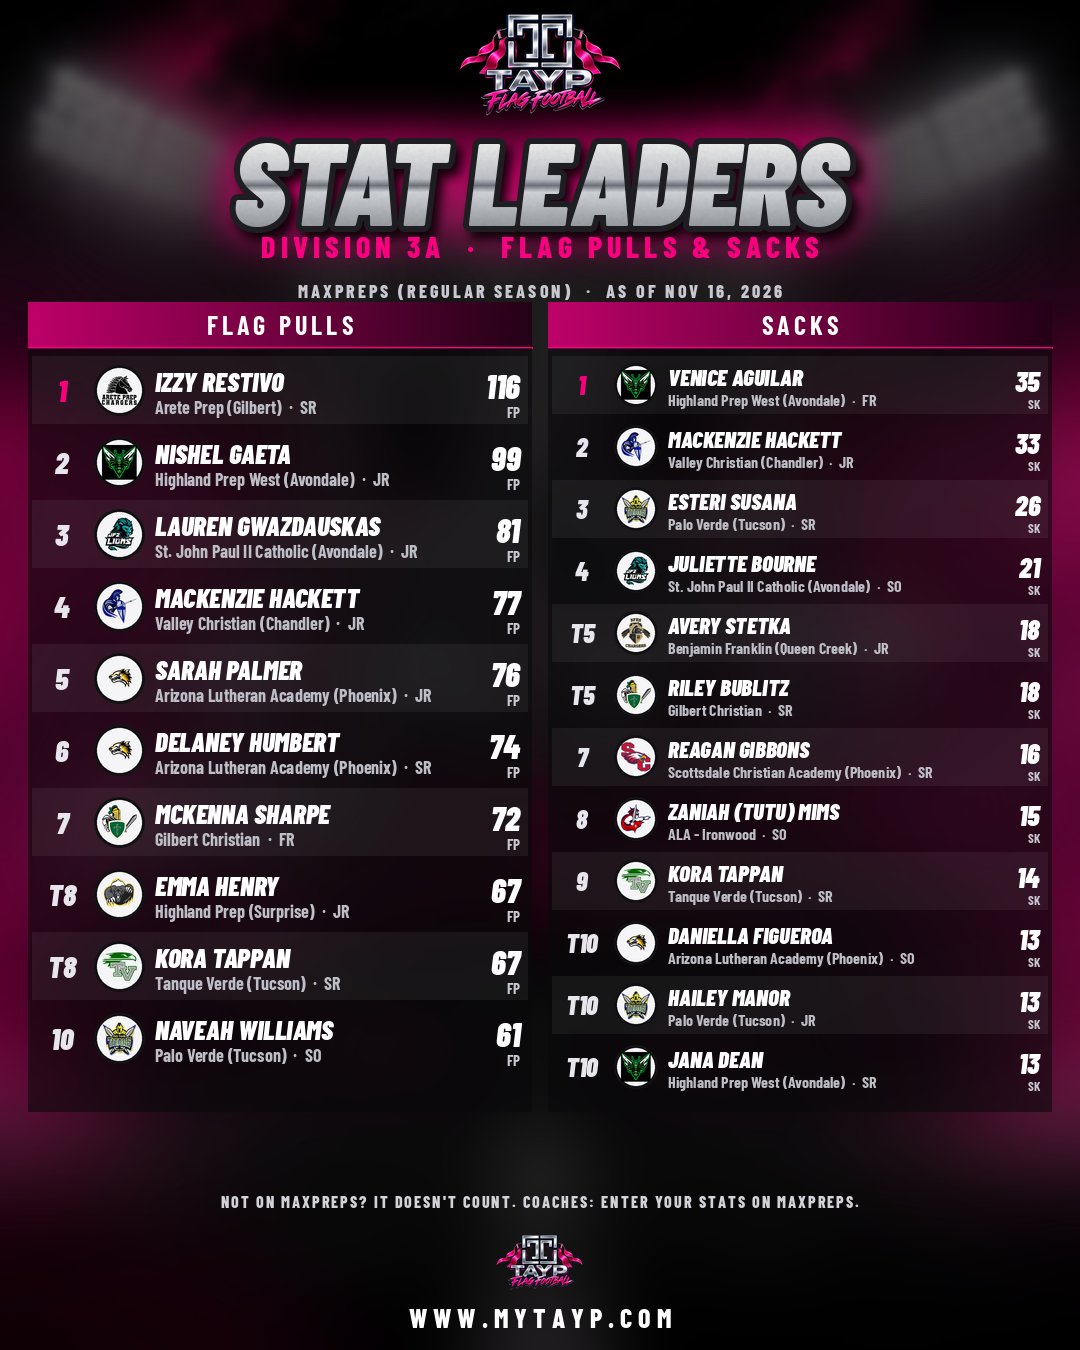 TAYP
FLAG FOOTBALL
STAT LEADERS
DIVISION 3A · FLAG PULLS & SACKS
MAXPREPS (REGULAR SEASON) · AS OF NOV 16, 2026
FLAG PULLS
1 IZZY RESTIVO 116
ARETE PREP CHARGERS
Arete Prep (Gilbert) · SR FP
2 NISHEL GAETA 99
Highland Prep West (Avondale) · JR FP
3 LAUREN GWAZDAUSKAS 81
LIONS
St. John Paul II Catholic (Avondale) · JR FP
4 MACKENZIE HACKETT 77
Valley Christian (Chandler) · JR FP
5 SARAH PALMER 76
Arizona Lutheran Academy (Phoenix) · JR FP
6 DELANEY HUMBERT 74
Arizona Lutheran Academy (Phoenix) · SR FP
7 MCKENNA SHARPE 72
Gilbert Christian · FR FP
T8 EMMA HENRY 67
Highland Prep (Surprise) · JR FP
T8 KORA TAPPAN 67
TV
Tanque Verde (Tucson) · SR FP
10 NAVEAH WILLIAMS 61
Palo Verde (Tucson) · SO FP
SACKS
1 VENICE AGUILAR 35
Highland Prep West (Avondale) · FR SK
2 MACKENZIE HACKETT 33
Valley Christian (Chandler) · JR SK
3 ESTERI SUSANA 26
Palo Verde (Tucson) · SR SK
4 JULIETTE BOURNE 21
LIONS
St. John Paul II Catholic (Avondale) · SO SK
T5 AVERY STETKA 18
CHARGERS
Benjamin Franklin (Queen Creek) · JR SK
T5 RILEY BUBLITZ 18
Gilbert Christian · SR SK
7 REAGAN GIBBONS 16
SC
Scottsdale Christian Academy (Phoenix) · SR SK
8 ZANIAH (TUTU) MIMS 15
ALA - Ironwood · SO SK
9 KORA TAPPAN 14
TV
Tanque Verde (Tucson) · SR SK
T10 DANIELLA FIGUEROA 13
Arizona Lutheran Academy (Phoenix) · SO SK
T10 HAILEY MANOR 13
Palo Verde (Tucson) · JR SK
T10 JANA DEAN 13
Highland Prep West (Avondale) · SR SK
NOT ON MAXPREPS? IT DOESN'T COUNT. COACHES: ENTER YOUR STATS ON MAXPREPS.
TAYP
FLAG FOOTBALL
WWW.MYTAYP.COM